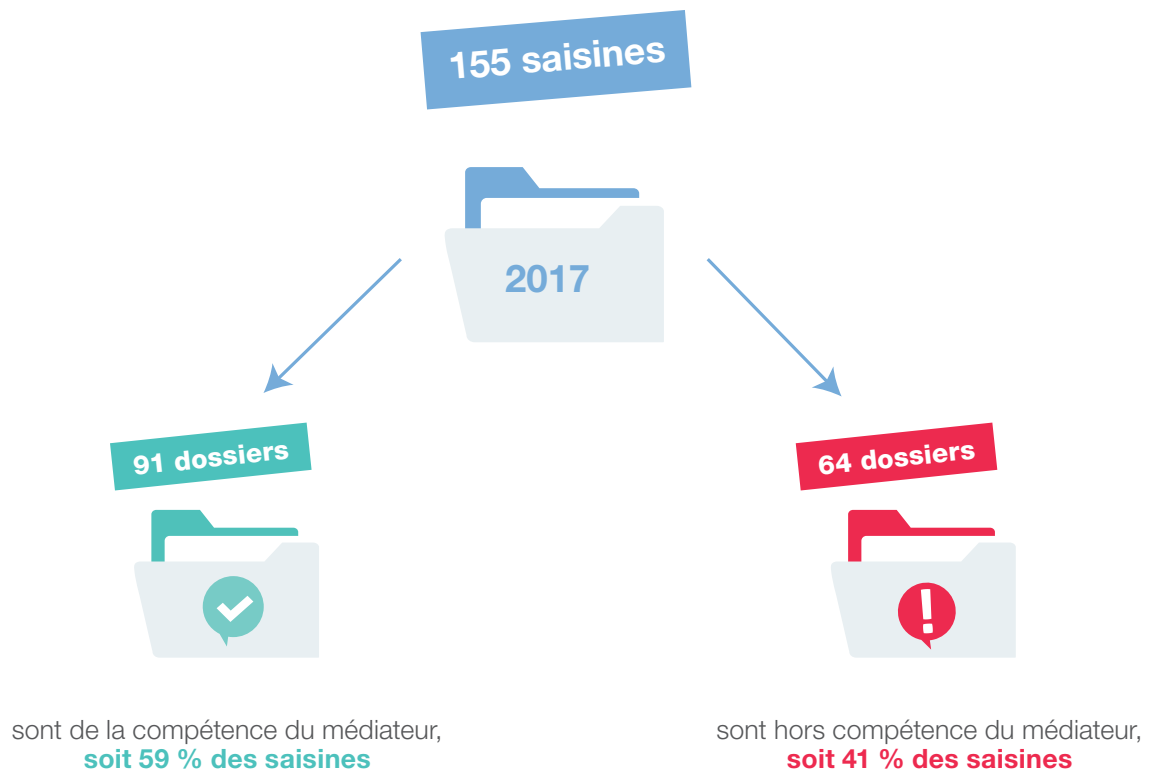 155 saisines
2017
91 dossiers
64 dossiers
sont de la compétence du médiateur,
soit 59 % des saisines
sont hors compétence du médiateur,
soit 41 % des saisines